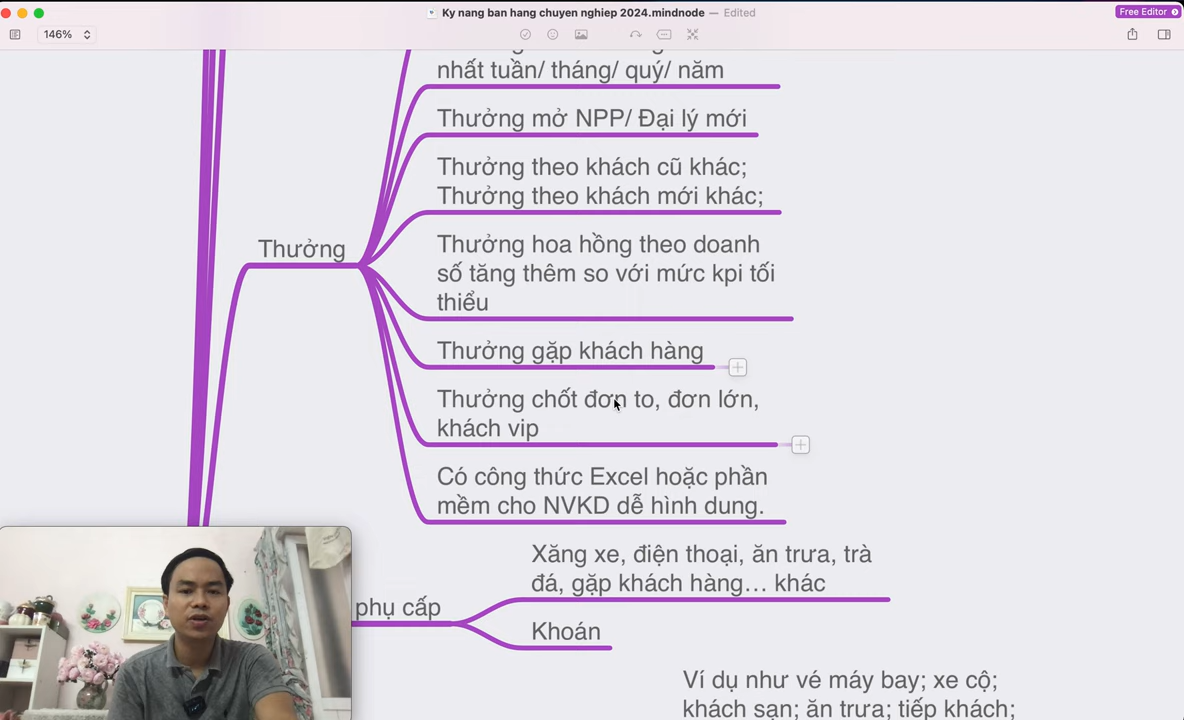 Ky nang ban hang chuyen nghiep 2024.mindnode — Edited
Free Editor
146%
nhất tuần/ tháng/ quý/ năm
Thưởng mở NPP/ Đại lý mới
Thưởng theo khách cũ khác;
Thưởng theo khách mới khác;
Thưởng
Thưởng hoa hồng theo doanh
số tăng thêm so với mức kpi tối
thiểu
Thưởng gặp khách hàng
Thưởng chốt đơn to, đơn lớn,
khách vip
Có công thức Excel hoặc phần
mềm cho NVKD dễ hình dung.
Xăng xe, điện thoại, ăn trưa, trà
đá, gặp khách hàng... khác
phụ cấp
Khoán
Ví dụ như vé máy bay; xe cộ;
khách sạn; ăn trưa; tiếp khách;